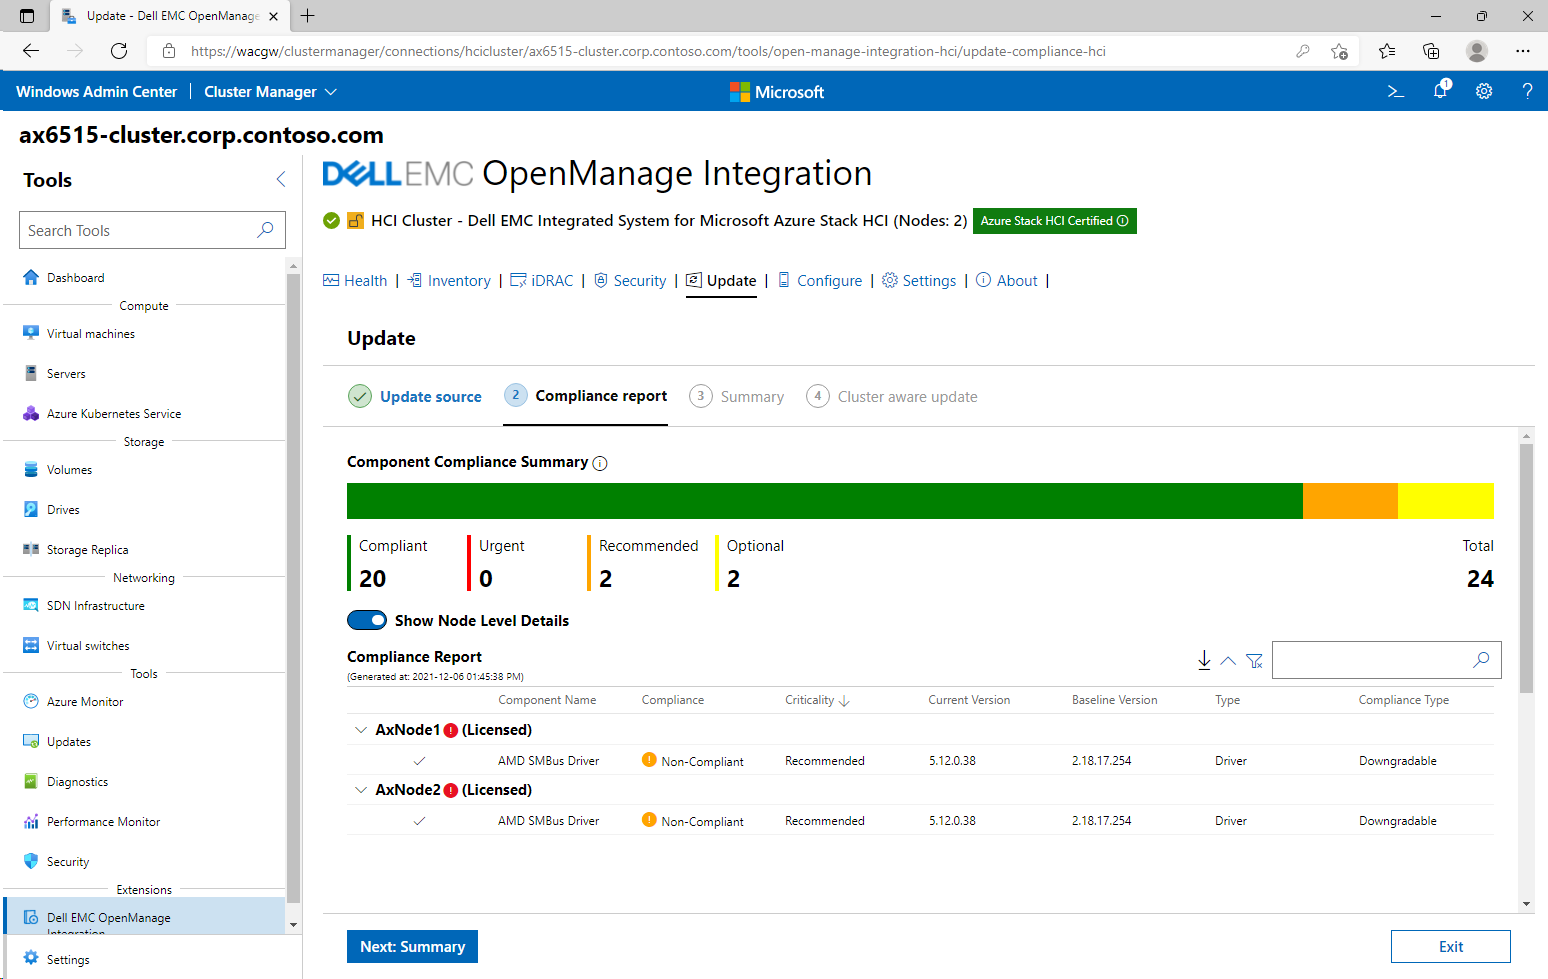 Update - Dell EMC OpenManage
https://wacgw/clustermanager/connections/hcicluster/ax6515-cluster.corp.contoso.com/tools/open-manage-integration-hci/update-compliance-hci
Windows Admin Center | Cluster Manager
Microsoft
1
?
ax6515-cluster.corp.contoso.com
Tools
Search Tools
Dashboard
Compute
Virtual machines
Servers
Azure Kubernetes Service
Storage
Volumes
Drives
Storage Replica
Networking
SDN Infrastructure
Virtual switches
Tools
Azure Monitor
Updates
Diagnostics
Performance Monitor
Security
Extensions
Dell EMC OpenManage
Integration
Settings
DELLEMC OpenManage Integration
HCI Cluster - Dell EMC Integrated System for Microsoft Azure Stack HCI (Nodes: 2) Azure Stack HCI Certified
Health | Inventory | iDRAC | Security | Update | Configure | Settings | About |
Update
Update source 2 Compliance report 3 Summary 4 Cluster aware update
Component Compliance Summary
Compliant Urgent Recommended Optional Total
20 0 2 2 24
Show Node Level Details
Compliance Report
(Generated at: 2021-12-06 01:45:38 PM)
Component Name Compliance Criticality Current Version Baseline Version Type Compliance Type
AxNode1 (Licensed)
AMD SMBus Driver Non-Compliant Recommended 5.12.0.38 2.18.17.254 Driver Downgradable
AxNode2 (Licensed)
AMD SMBus Driver Non-Compliant Recommended 5.12.0.38 2.18.17.254 Driver Downgradable
Next: Summary
Exit